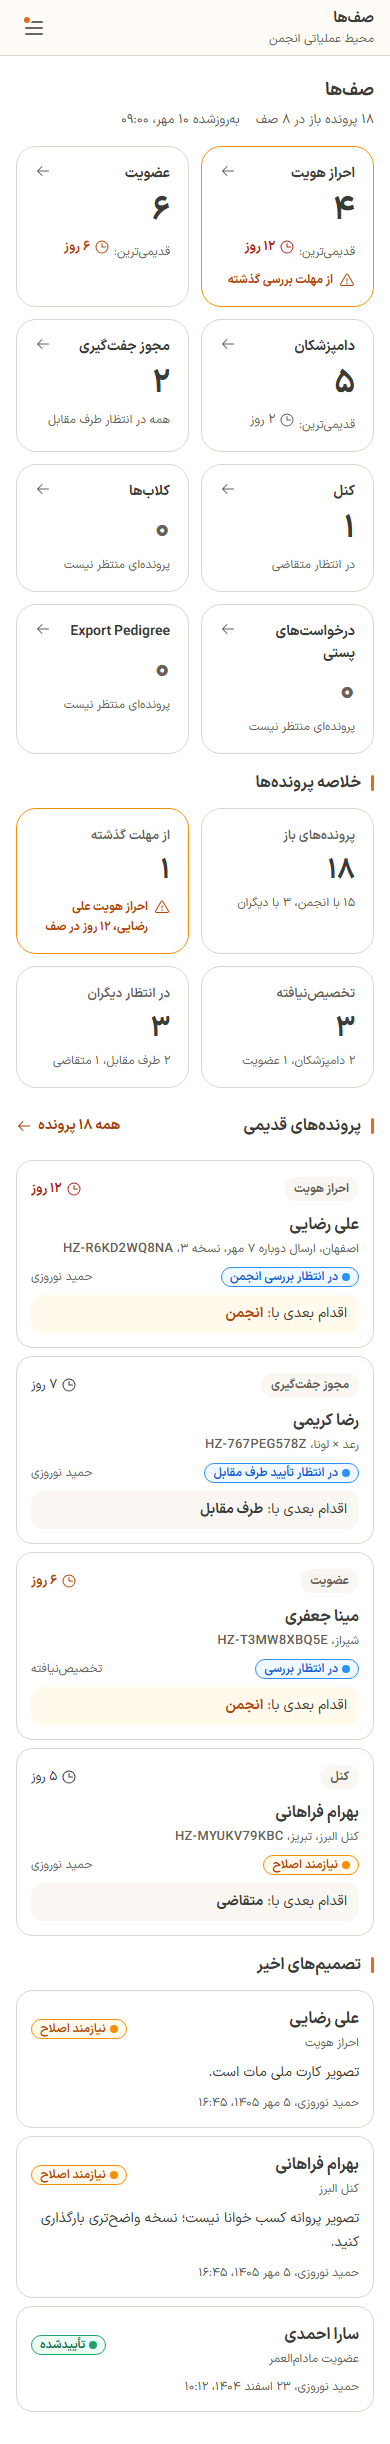 صف‌ها
محیط عملیاتی انجمن
صف‌ها
۱۸ پرونده باز در ۸ صف به‌روزشده ۱۰ مهر، ۰۹:۰۰
احراز هویت
۴
قدیمی‌ترین: ۱۲ روز
از مهلت بررسی گذشته
عضویت
۶
قدیمی‌ترین: ۶ روز
دامپزشکان
۵
قدیمی‌ترین: ۲ روز
مجوز جفت‌گیری
۲
همه در انتظار طرف مقابل
کنل
۱
در انتظار متقاضی
کلاب‌ها
۰
پرونده‌ای منتظر نیست
درخواست‌های
پستی
۰
پرونده‌ای منتظر نیست
Export Pedigree
۰
پرونده‌ای منتظر نیست
خلاصه پرونده‌ها
پرونده‌های باز
۱۸
۱۵ با انجمن، ۳ با دیگران
از مهلت گذشته
۱
احراز هویت علی
رضایی، ۱۲ روز در صف
تخصیص‌نیافته
۳
۲ دامپزشکان، ۱ عضویت
در انتظار دیگران
۳
۲ طرف مقابل، ۱ متقاضی
پرونده‌های قدیمی
همه ۱۸ پرونده
احراز هویت
۱۲ روز
علی رضایی
اصفهان، ارسال دوباره ۷ مهر، نسخه ۳، HZ-R6KD2WQ8NA
در انتظار بررسی انجمن
حمید نوروزی
اقدام بعدی با: انجمن
مجوز جفت‌گیری
۷ روز
رضا کریمی
رعد × لونا، HZ-767PEG578Z
در انتظار تأیید طرف مقابل
حمید نوروزی
اقدام بعدی با: طرف مقابل
عضویت
۶ روز
مینا جعفری
شیراز، HZ-T3MW8XBQ5E
در انتظار بررسی
تخصیص‌نیافته
اقدام بعدی با: انجمن
کنل
۵ روز
بهرام فراهانی
کنل البرز، تبریز، HZ-MYUKV79KBC
نیازمند اصلاح
حمید نوروزی
اقدام بعدی با: متقاضی
تصمیم‌های اخیر
علی رضایی
نیازمند اصلاح
احراز هویت
تصویر کارت ملی مات است.
حمید نوروزی، ۵ مهر ۱۴۰۵، ۱۶:۴۵
بهرام فراهانی
نیازمند اصلاح
کنل البرز
تصویر پروانه کسب خوانا نیست؛ نسخه واضح‌تری بارگذاری
کنید.
حمید نوروزی، ۵ مهر ۱۴۰۵، ۱۶:۴۵
سارا احمدی
تأییدشده
عضویت مادام‌العمر
حمید نوروزی، ۲۳ اسفند ۱۴۰۴، ۱۰:۱۲